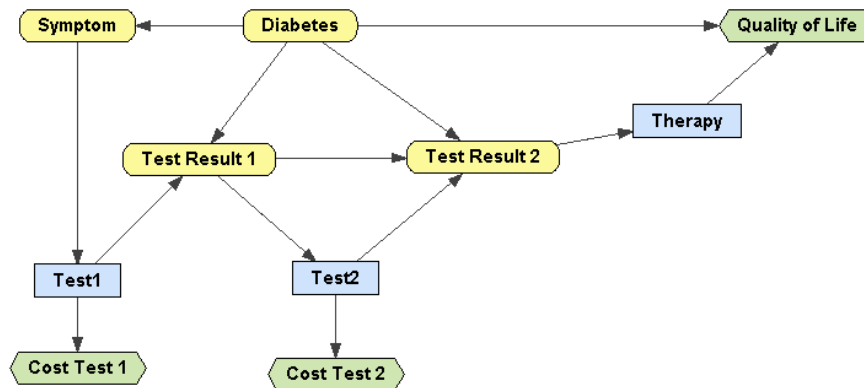 Symptom
Diabetes
Quality of Life
Therapy
Test Result 1
Test Result 2
Test1
Test2
Cost Test 1
Cost Test 2